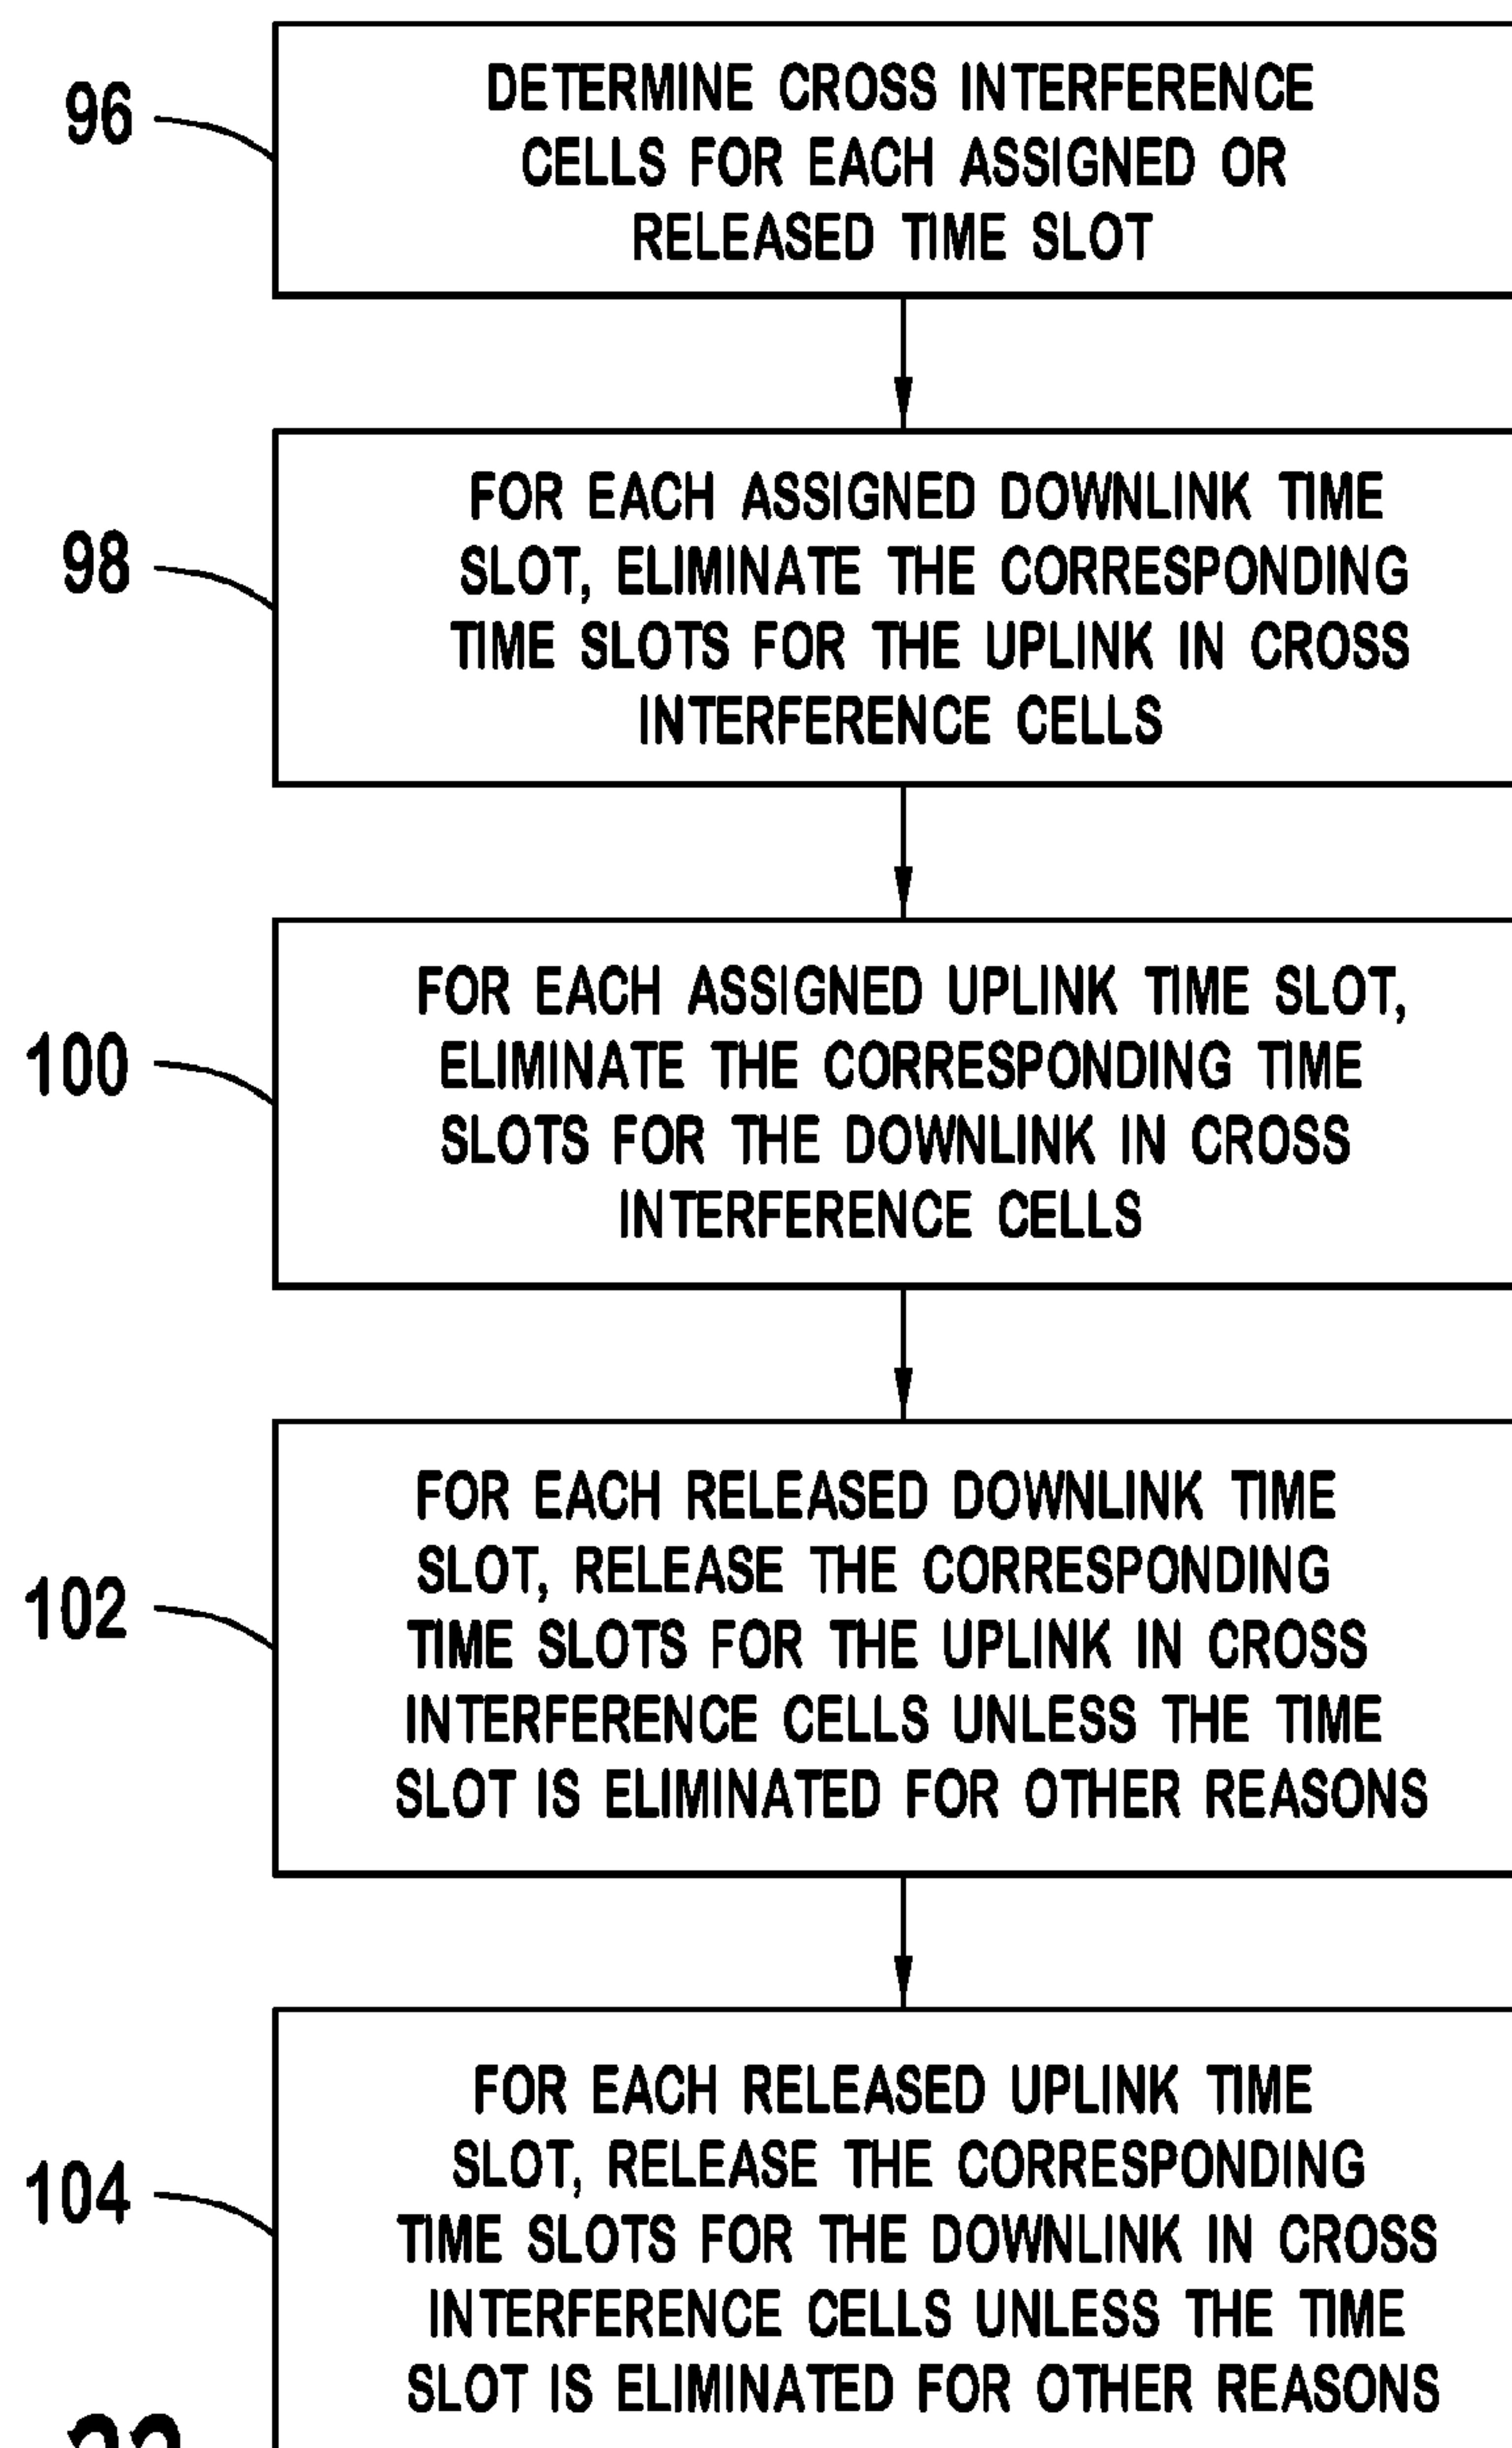 96
DETERMINE CROSS INTERFERENCE
CELLS FOR EACH ASSIGNED OR
RELEASED TIME SLOT
98
FOR EACH ASSIGNED DOWNLINK TIME
SLOT, ELIMINATE THE CORRESPONDING
TIME SLOTS FOR THE UPLINK IN CROSS
INTERFERENCE CELLS
100
FOR EACH ASSIGNED UPLINK TIME SLOT,
ELIMINATE THE CORRESPONDING TIME
SLOTS FOR THE DOWNLINK IN CROSS
INTERFERENCE CELLS
102
FOR EACH RELEASED DOWNLINK TIME
SLOT, RELEASE THE CORRESPONDING
TIME SLOTS FOR THE UPLINK IN CROSS
INTERFERENCE CELLS UNLESS THE TIME
SLOT IS ELIMINATED FOR OTHER REASONS
104
FOR EACH RELEASED UPLINK TIME
SLOT, RELEASE THE CORRESPONDING
TIME SLOTS FOR THE DOWNLINK IN CROSS
INTERFERENCE CELLS UNLESS THE TIME
SLOT IS ELIMINATED FOR OTHER REASONS